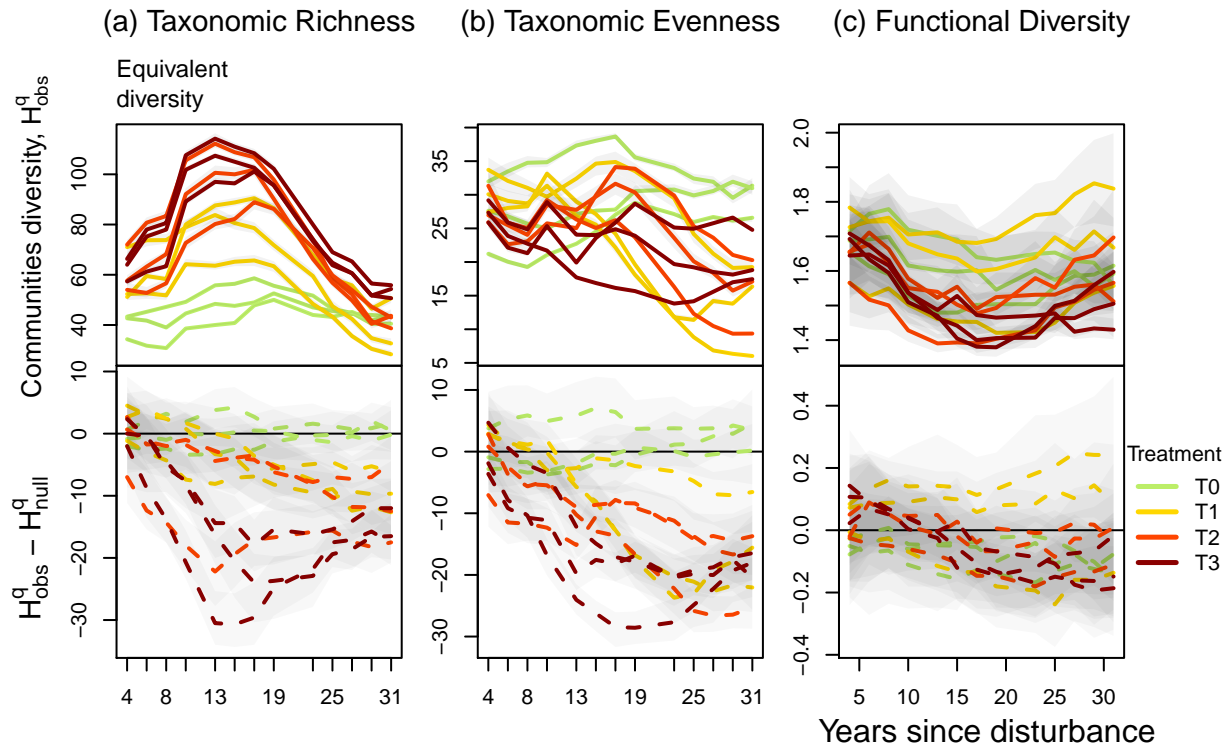 (a) Taxonomic Richness
(b) Taxonomic Evenness
(c) Functional Diversity
Equivalent
diversity
Communities diversity, H^q_obs
40 60 80 100
5 15 25 35
1.4 1.6 1.8 2.0
H^q_obs − H^q_null
−30 −20 −10 0 10
10
−30 −20 −10 0 10
−0.4 −0.2 0.0 0.2 0.4
4 8 13 19 25 31
4 8 13 19 25 31
5 10 15 20 25 30
Years since disturbance
Treatment
T0
T1
T2
T3